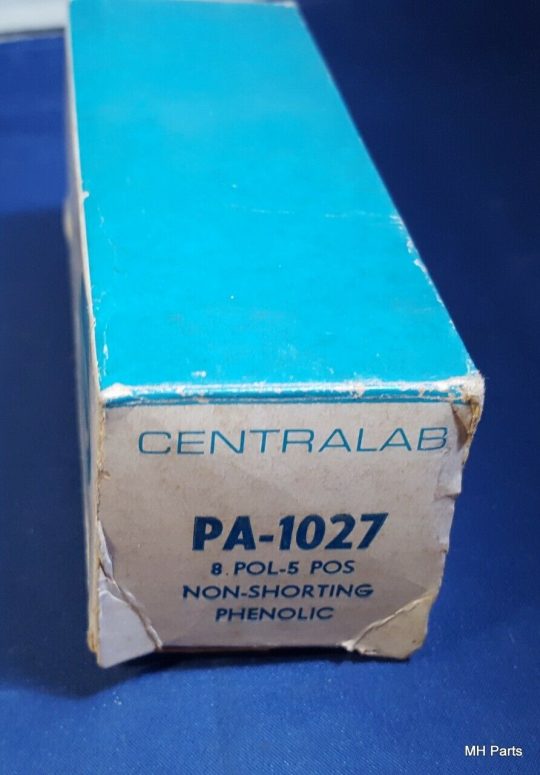 CENTRALAB
PA-1027
8 POL-5 POS
NON-SHORTING
PHENOLIC
MH Parts